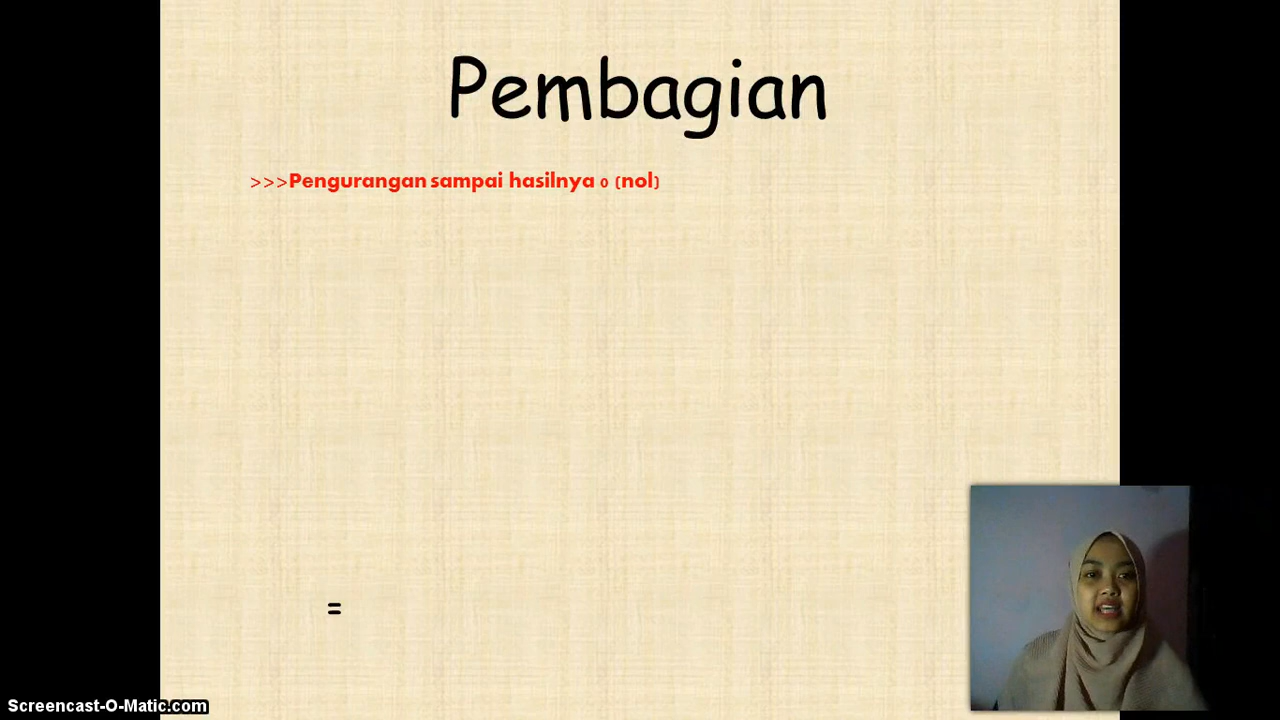 Pembagian
>>>Pengurangan sampai hasilnya 0 (nol)
=
Screencast-O-Matic.com